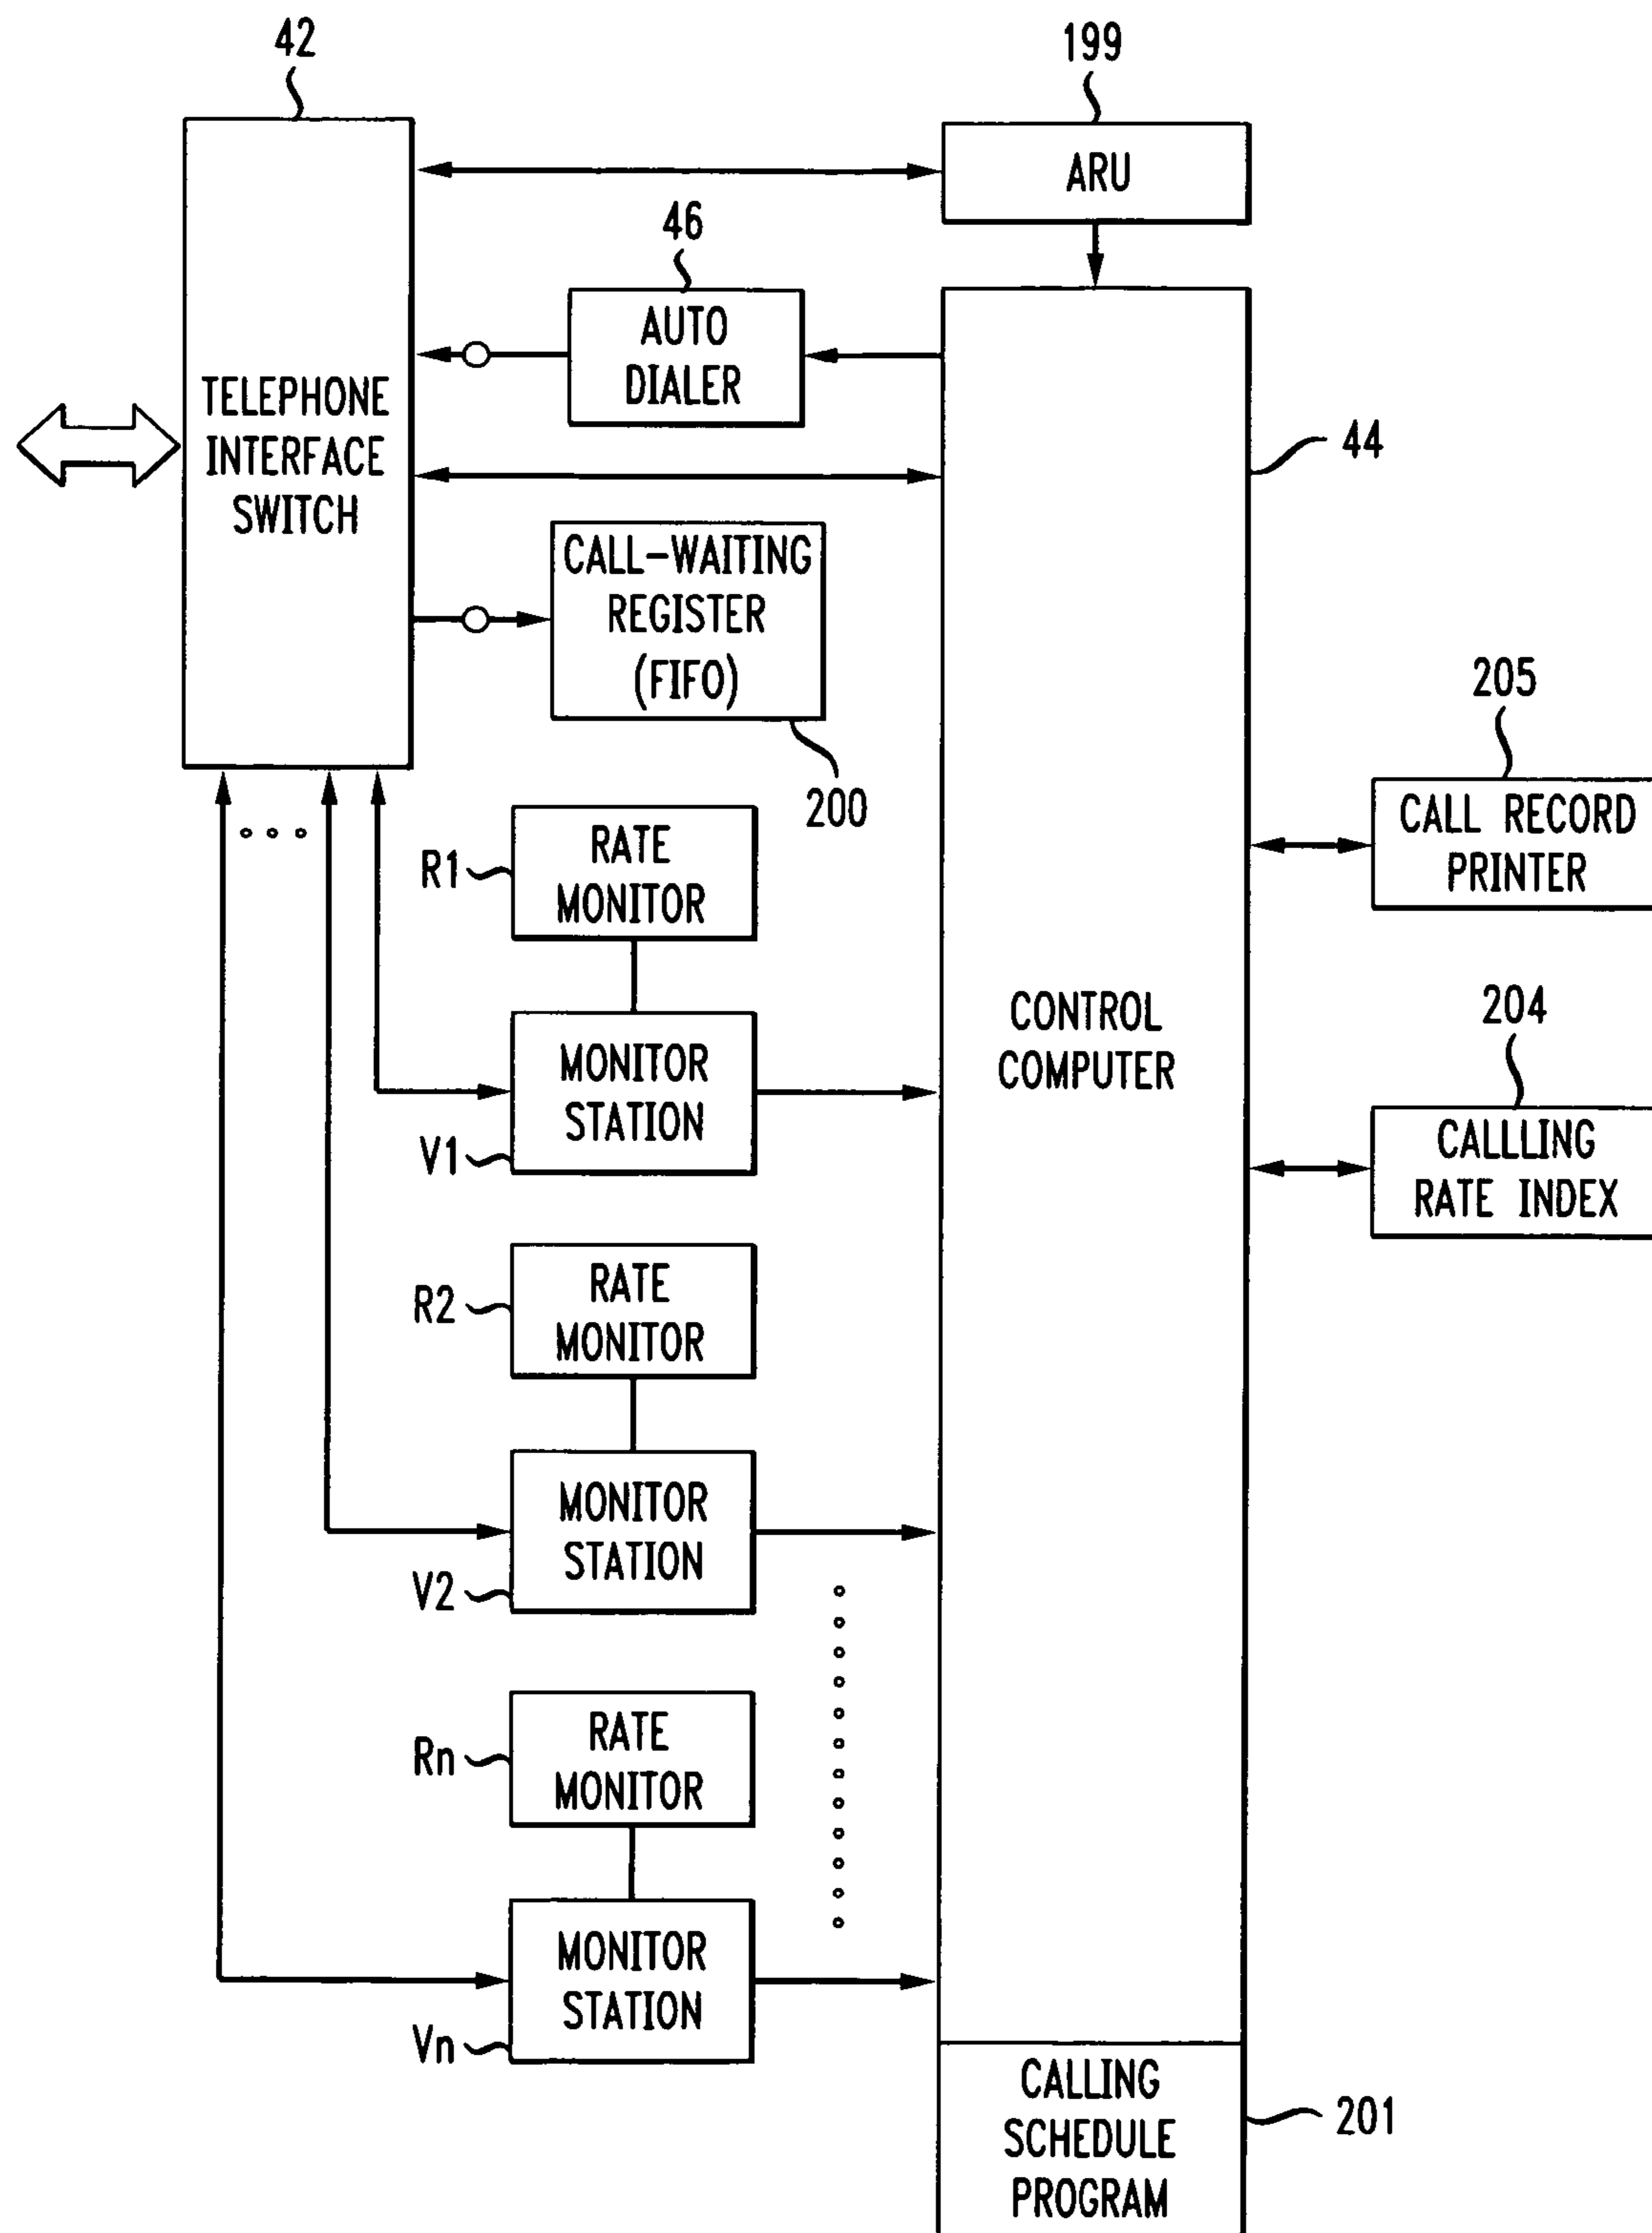 42
199
ARU
46
AUTO
DIALER
TELEPHONE
INTERFACE
SWITCH
44
CALL-WAITING
REGISTER
(FIFO)
200
205
CALL RECORD
PRINTER
R1
RATE
MONITOR
CONTROL
COMPUTER
204
CALLLING
RATE INDEX
MONITOR
STATION
V1
R2
RATE
MONITOR
MONITOR
STATION
V2
Rn
RATE
MONITOR
MONITOR
STATION
Vn
CALLING
SCHEDULE
PROGRAM
201